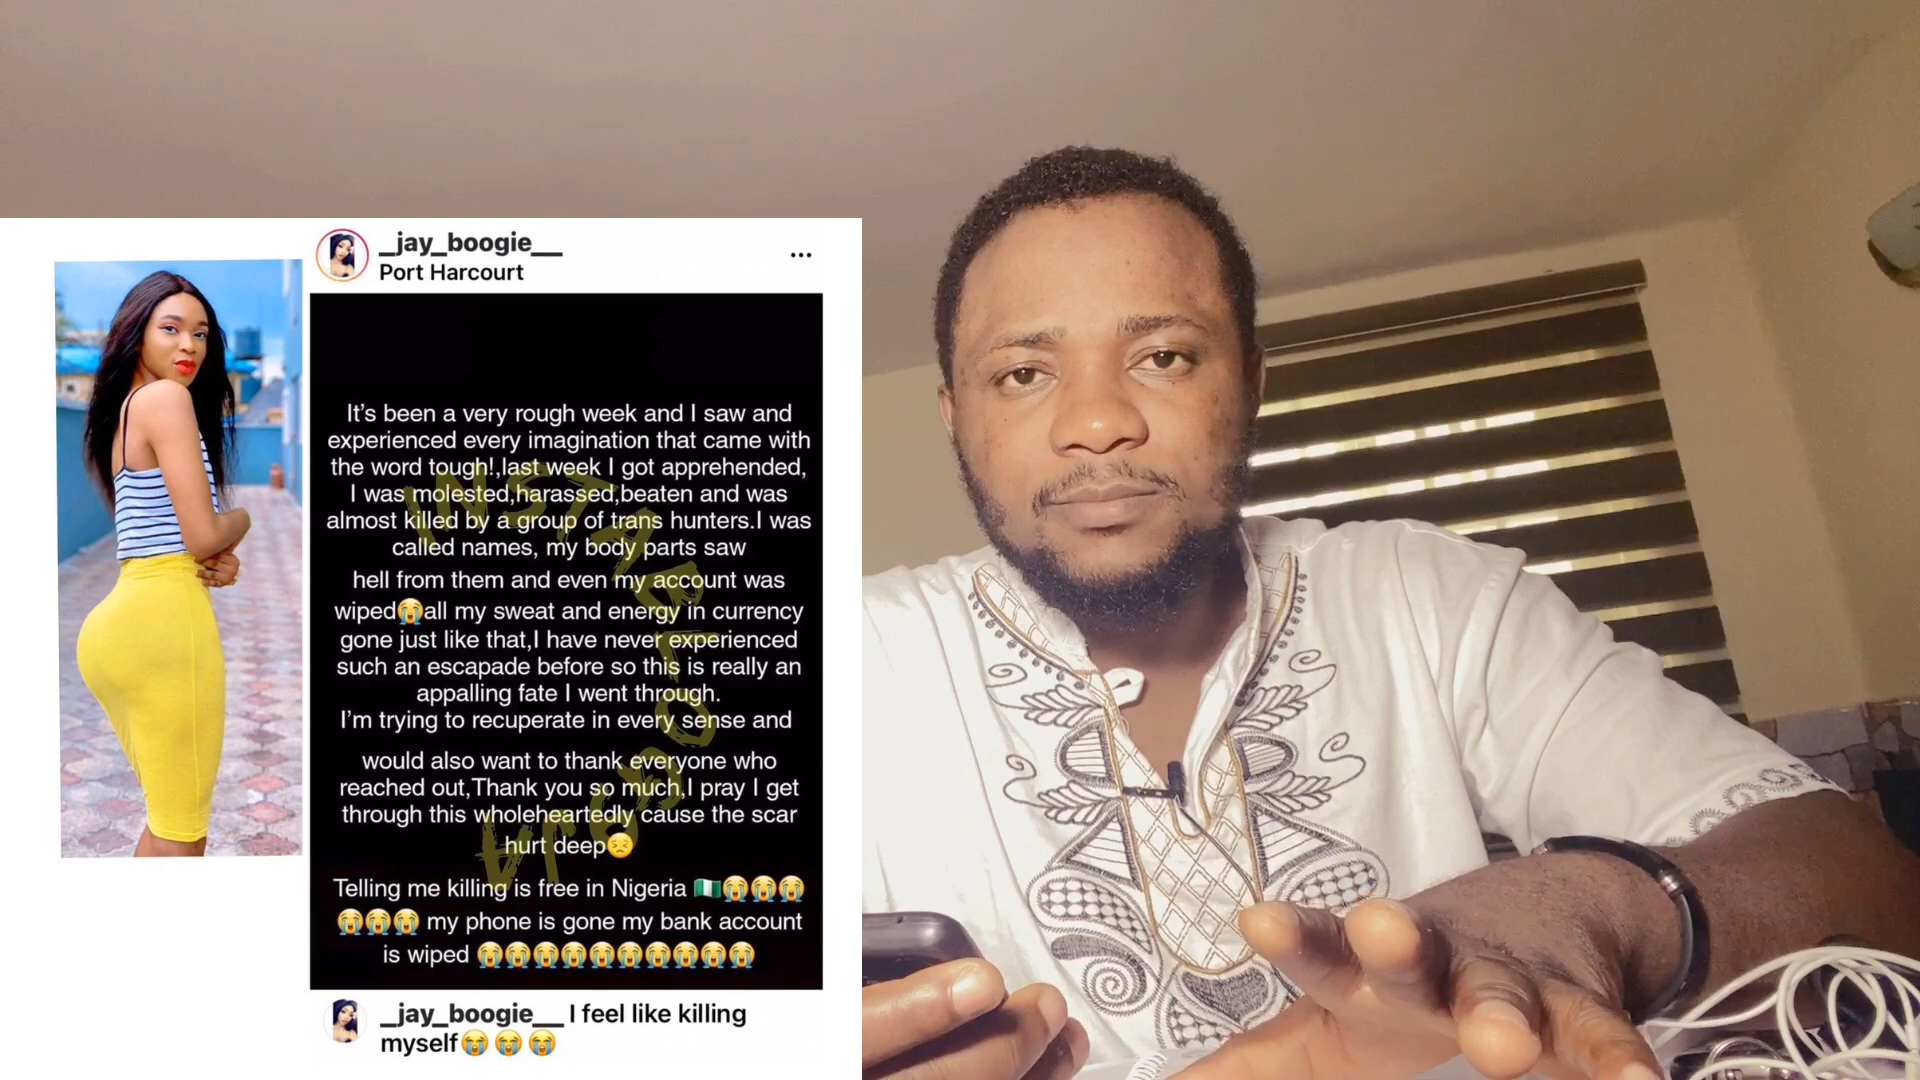 _jay_boogie__
Port Harcourt
It's been a very rough week and I saw and
experienced every imagination that came with
the word tough!,last week I got apprehended,
I was molested,harassed,beaten and was
almost killed by a group of trans hunters.I was
called names, my body parts saw
hell from them and even my account was
wiped😭all my sweat and energy in currency
gone just like that,I have never experienced
such an escapade before so this is really an
appalling fate I went through.
I'm trying to recuperate in every sense and
would also want to thank everyone who
reached out,Thank you so much,I pray I get
through this wholeheartedly cause the scar
hurt deep😣
Telling me killing is free in Nigeria 🇳🇬😭😭😭
😭😭😭 my phone is gone my bank account
is wiped 😭😭😭😭😭😭😭😭😭😭
INSTABLOG9JA
_jay_boogie__ I feel like killing
myself😭 😭 😭